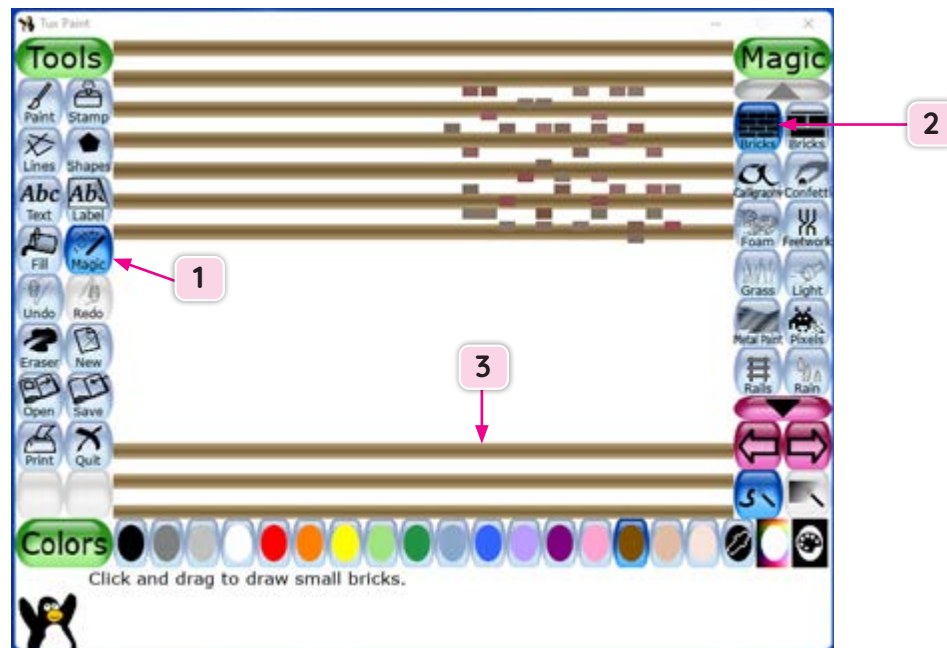 Tux Paint
Tools
Magic
Paint Stamp
Bricks Bricks
2
Lines Shapes
Calligraphy Confetti
Abc Abc
Text Label
Foam Fretwork
Fill Magic
1
Grass Light
Undo Redo
Metal Paint Pixels
Eraser New
3
Rails Rain
Open Save
Print Quit
Colors
Click and drag to draw small bricks.